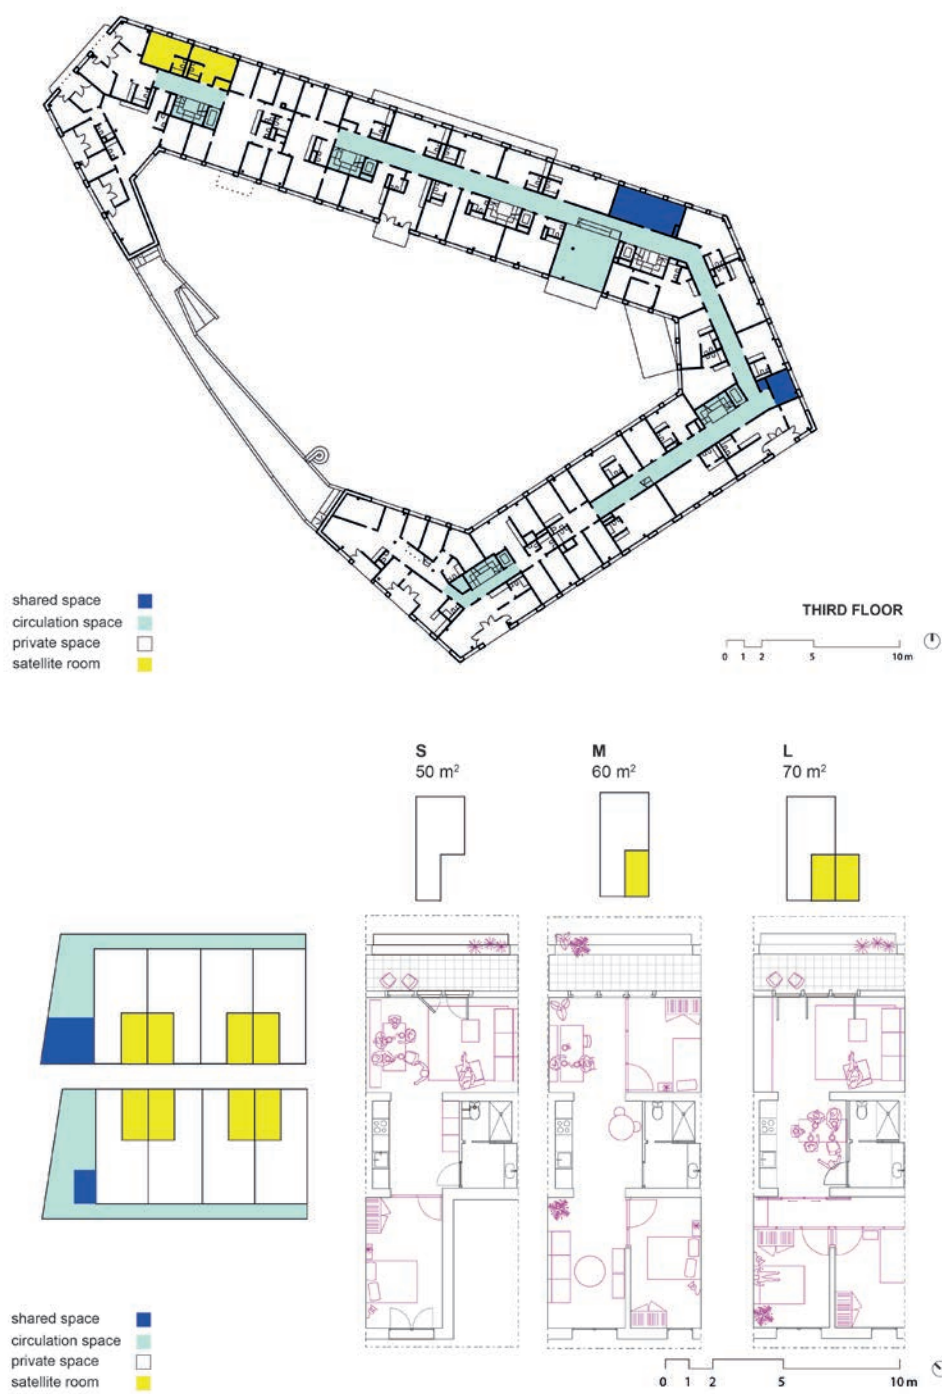 shared space
circulation space
private space
satellite room
THIRD FLOOR
0 1 2 5 10 m
S
50 m²
M
60 m²
L
70 m²
shared space
circulation space
private space
satellite room
0 1 2 5 10 m